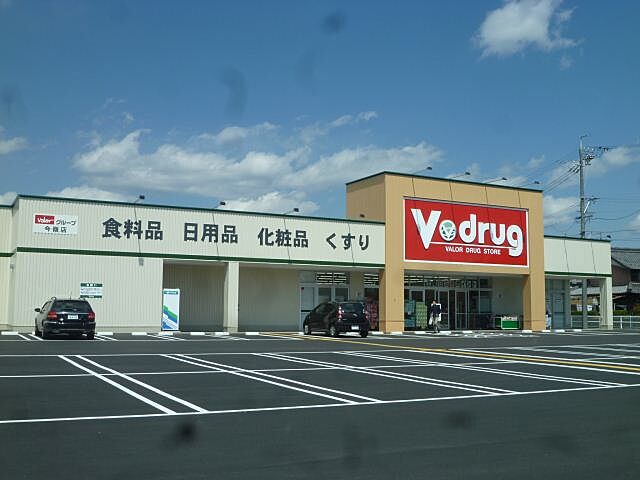 Valor グループ
今嶺店
食料品 日用品 化粧品 くすり
V drug
VALOR DRUG STORE